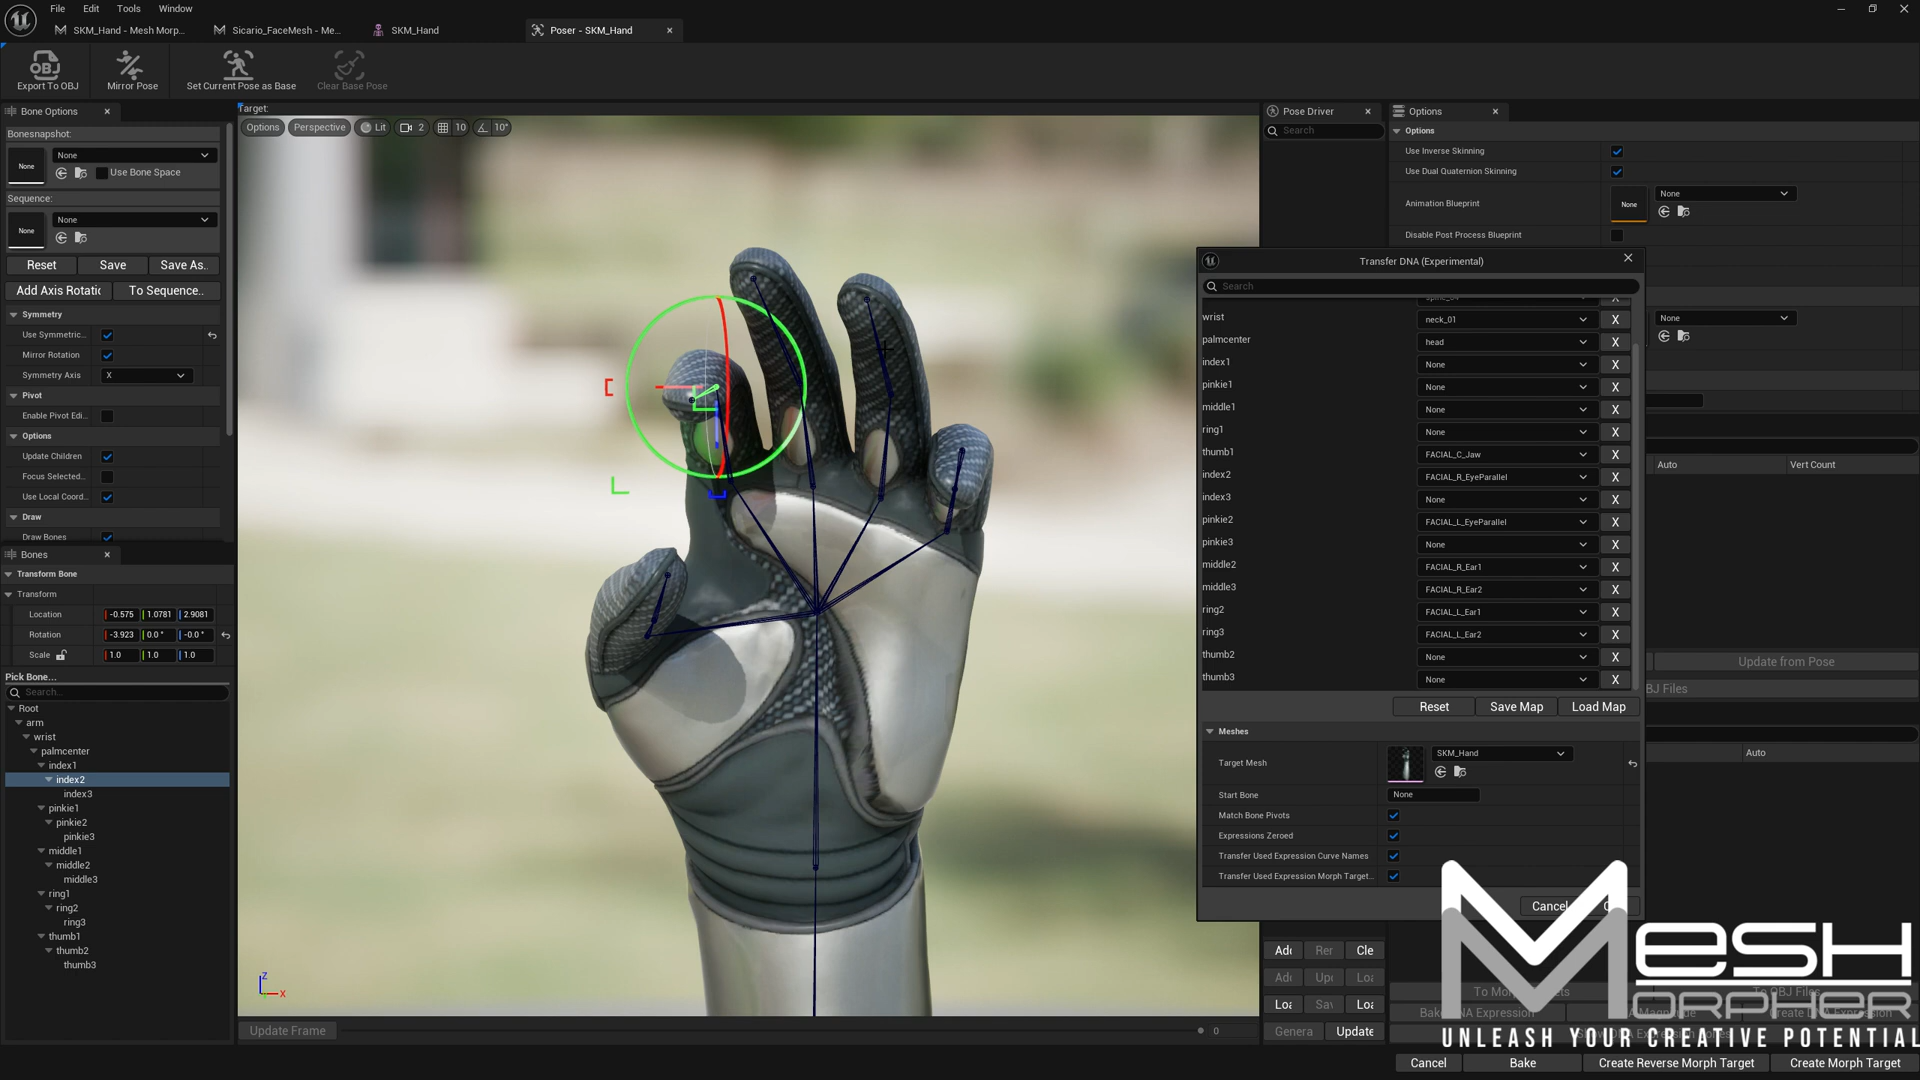 File Edit Tools Window
SKM_Hand - Mesh Morp...
Sicario_FaceMesh - Me...
SKM_Hand
Poser - SKM_Hand
Export To OBJ
Mirror Pose
Set Current Pose as Base
Clear Base Pose
Bone Options
Bonesnapshot:
None
None
Use Bone Space
Sequence:
None
None
Reset
Save
Save As..
Add Axis Rotatic
To Sequence..
Symmetry
Use Symmetric...
Mirror Rotation
Symmetry Axis
X
Pivot
Enable Pivot Edi...
Options
Update Children
Focus Selected...
Use Local Coord...
Draw
Draw Bones
Bones
Transform Bone
Transform
Location -0.575 1.0781 2.9081
Rotation -3.923 0.0° -0.0°
Scale 1.0 1.0 1.0
Pick Bone...
Search...
Root
arm
wrist
palmcenter
index1
index2
index3
pinkie1
pinkie2
pinkie3
middle1
middle2
middle3
ring1
ring2
ring3
thumb1
thumb2
thumb3
Target:
Options
Perspective
Lit
2
10
10°
Z
X
Update Frame
0
Pose Driver
Search
Options
Options
Use Inverse Skinning
Use Dual Quaternion Skinning
Animation Blueprint
None
None
Disable Post Process Blueprint
None
Auto
Vert Count
Update from Pose
BJ Files
Auto
Transfer DNA (Experimental)
Search
wrist neck_01 X
palmcenter head X
index1 None X
pinkie1 None X
middle1 None X
ring1 None X
thumb1 FACIAL_C_Jaw X
index2 FACIAL_R_EyeParallel X
index3 None X
pinkie2 FACIAL_L_EyeParallel X
pinkie3 None X
middle2 FACIAL_R_Ear1 X
middle3 FACIAL_R_Ear2 X
ring2 FACIAL_L_Ear1 X
ring3 FACIAL_L_Ear2 X
thumb2 None X
thumb3 None X
Reset
Save Map
Load Map
Meshes
Target Mesh
SKM_Hand
Start Bone
None
Match Bone Pivots
Expressions Zeroed
Transfer Used Expression Curve Names
Transfer Used Expression Morph Target...
Cancel
Genera
Update
MesH
MORPHER
UNLEASH YOUR CREATIVE POTENTIAL
Cancel
Bake
Create Reverse Morph Target
Create Morph Target